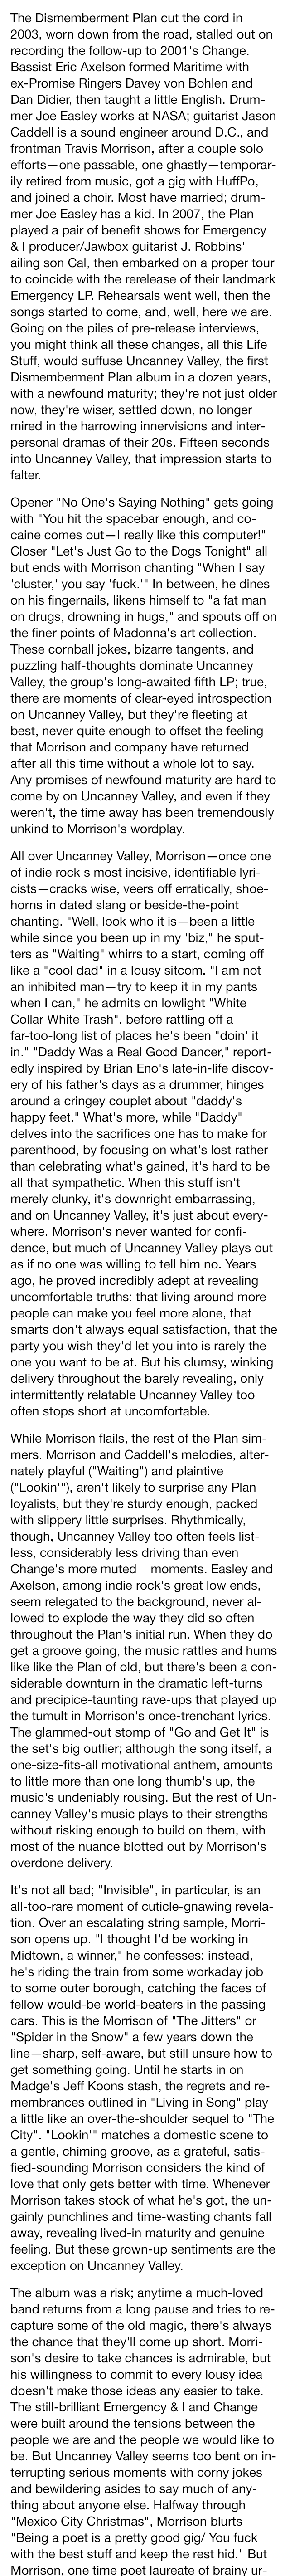 The Dismemberment Plan cut the cord in
2003, worn down from the road, stalled out on
recording the follow-up to 2001's Change.
Bassist Eric Axelson formed Maritime with
ex-Promise Ringers Davey von Bohlen and
Dan Didier, then taught a little English. Drum-
mer Joe Easley works at NASA; guitarist Jason
Caddell is a sound engineer around D.C., and
frontman Travis Morrison, after a couple solo
efforts—one passable, one ghastly—temporar-
ily retired from music, got a gig with HuffPo,
and joined a choir. Most have married; drum-
mer Joe Easley has a kid. In 2007, the Plan
played a pair of benefit shows for Emergency
& I producer/Jawbox guitarist J. Robbins'
ailing son Cal, then embarked on a proper tour
to coincide with the rerelease of their landmark
Emergency LP. Rehearsals went well, then the
songs started to come, and, well, here we are.
Going on the piles of pre-release interviews,
you might think all these changes, all this Life
Stuff, would suffuse Uncanney Valley, the first
Dismemberment Plan album in a dozen years,
with a newfound maturity; they're not just older
now, they're wiser, settled down, no longer
mired in the harrowing innervisions and inter-
personal dramas of their 20s. Fifteen seconds
into Uncanney Valley, that impression starts to
falter.
Opener "No One's Saying Nothing" gets going
with "You hit the spacebar enough, and co-
caine comes out—I really like this computer!"
Closer "Let's Just Go to the Dogs Tonight" all
but ends with Morrison chanting "When I say
'cluster,' you say 'fuck.'" In between, he dines
on his fingernails, likens himself to "a fat man
on drugs, drowning in hugs," and spouts off on
the finer points of Madonna's art collection.
These cornball jokes, bizarre tangents, and
puzzling half-thoughts dominate Uncanney
Valley, the group's long-awaited fifth LP; true,
there are moments of clear-eyed introspection
on Uncanney Valley, but they're fleeting at
best, never quite enough to offset the feeling
that Morrison and company have returned
after all this time without a whole lot to say.
Any promises of newfound maturity are hard to
come by on Uncanney Valley, and even if they
weren't, the time away has been tremendously
unkind to Morrison's wordplay.
All over Uncanney Valley, Morrison—once one
of indie rock's most incisive, identifiable lyri-
cists—cracks wise, veers off erratically, shoe-
horns in dated slang or beside-the-point
chanting. "Well, look who it is—been a little
while since you been up in my 'biz," he sput-
ters as "Waiting" whirrs to a start, coming off
like a "cool dad" in a lousy sitcom. "I am not
an inhibited man—try to keep it in my pants
when I can," he admits on lowlight "White
Collar White Trash", before rattling off a
far-too-long list of places he's been "doin' it
in." "Daddy Was a Real Good Dancer," report-
edly inspired by Brian Eno's late-in-life discov-
ery of his father's days as a drummer, hinges
around a cringey couplet about "daddy's
happy feet." What's more, while "Daddy"
delves into the sacrifices one has to make for
parenthood, by focusing on what's lost rather
than celebrating what's gained, it's hard to be
all that sympathetic. When this stuff isn't
merely clunky, it's downright embarrassing,
and on Uncanney Valley, it's just about every-
where. Morrison's never wanted for confi-
dence, but much of Uncanney Valley plays out
as if no one was willing to tell him no. Years
ago, he proved incredibly adept at revealing
uncomfortable truths: that living around more
people can make you feel more alone, that
smarts don't always equal satisfaction, that the
party you wish they'd let you into is rarely the
one you want to be at. But his clumsy, winking
delivery throughout the barely revealing, only
intermittently relatable Uncanney Valley too
often stops short at uncomfortable.
While Morrison flails, the rest of the Plan sim-
mers. Morrison and Caddell's melodies, alter-
nately playful ("Waiting") and plaintive
("Lookin'"), aren't likely to surprise any Plan
loyalists, but they're sturdy enough, packed
with slippery little surprises. Rhythmically,
though, Uncanney Valley too often feels list-
less, considerably less driving than even
Change's more muted moments. Easley and
Axelson, among indie rock's great low ends,
seem relegated to the background, never al-
lowed to explode the way they did so often
throughout the Plan's initial run. When they do
get a groove going, the music rattles and hums
like like the Plan of old, but there's been a con-
siderable downturn in the dramatic left-turns
and precipice-taunting rave-ups that played up
the tumult in Morrison's once-trenchant lyrics.
The glammed-out stomp of "Go and Get It" is
the set's big outlier; although the song itself, a
one-size-fits-all motivational anthem, amounts
to little more than one long thumb's up, the
music's undeniably rousing. But the rest of Un-
canney Valley's music plays to their strengths
without risking enough to build on them, with
most of the nuance blotted out by Morrison's
overdone delivery.
It's not all bad; "Invisible", in particular, is an
all-too-rare moment of cuticle-gnawing revela-
tion. Over an escalating string sample, Morri-
son opens up. "I thought I'd be working in
Midtown, a winner," he confesses; instead,
he's riding the train from some workaday job
to some outer borough, catching the faces of
fellow would-be world-beaters in the passing
cars. This is the Morrison of "The Jitters" or
"Spider in the Snow" a few years down the
line—sharp, self-aware, but still unsure how to
get something going. Until he starts in on
Madge's Jeff Koons stash, the regrets and re-
membrances outlined in "Living in Song" play
a little like an over-the-shoulder sequel to "The
City". "Lookin'" matches a domestic scene to
a gentle, chiming groove, as a grateful, satis-
fied-sounding Morrison considers the kind of
love that only gets better with time. Whenever
Morrison takes stock of what he's got, the un-
gainly punchlines and time-wasting chants fall
away, revealing lived-in maturity and genuine
feeling. But these grown-up sentiments are the
exception on Uncanney Valley.
The album was a risk; anytime a much-loved
band returns from a long pause and tries to re-
capture some of the old magic, there's always
the chance that they'll come up short. Morri-
son's desire to take chances is admirable, but
his willingness to commit to every lousy idea
doesn't make those ideas any easier to take.
The still-brilliant Emergency & I and Change
were built around the tensions between the
people we are and the people we would like to
be. But Uncanney Valley seems too bent on in-
terrupting serious moments with corny jokes
and bewildering asides to say much of any-
thing about anyone else. Halfway through
"Mexico City Christmas", Morrison blurts
"Being a poet is a pretty good gig/ You fuck
with the best stuff and keep the rest hid." But
Morrison, one time poet laureate of brainy ur-